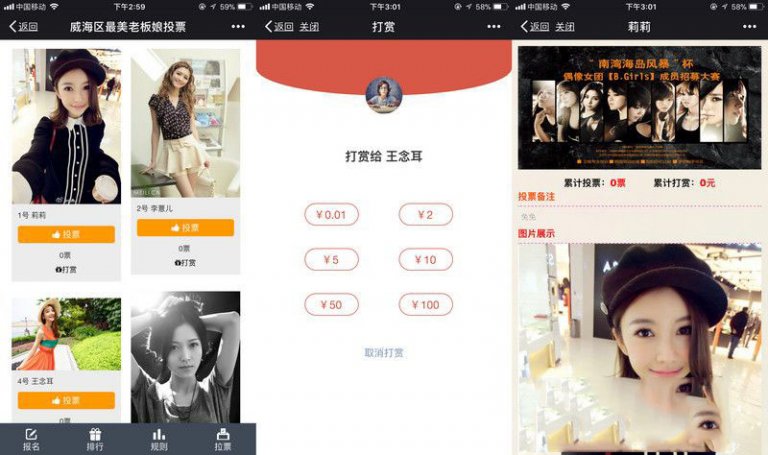 中国移动 下午2:59 59%
返回 威海区最美老板娘投票
1号 莉莉
投票
0票
打赏
2号 李薏儿
投票
0票
打赏
4号 王念耳
投票
0票
报名 排行 规则 拉票
中国移动 下午3:01 58%
返回 关闭 打赏
打赏给 王念耳
¥0.01 ¥2
¥5 ¥10
¥50 ¥100
取消打赏
中国移动 下午3:01 58%
返回 关闭 莉莉
"南湾海岛风暴"杯
偶像女团【B.Girls】成员招募大赛
累计投票:0票 累计打赏:0元
投票备注
免免
图片展示